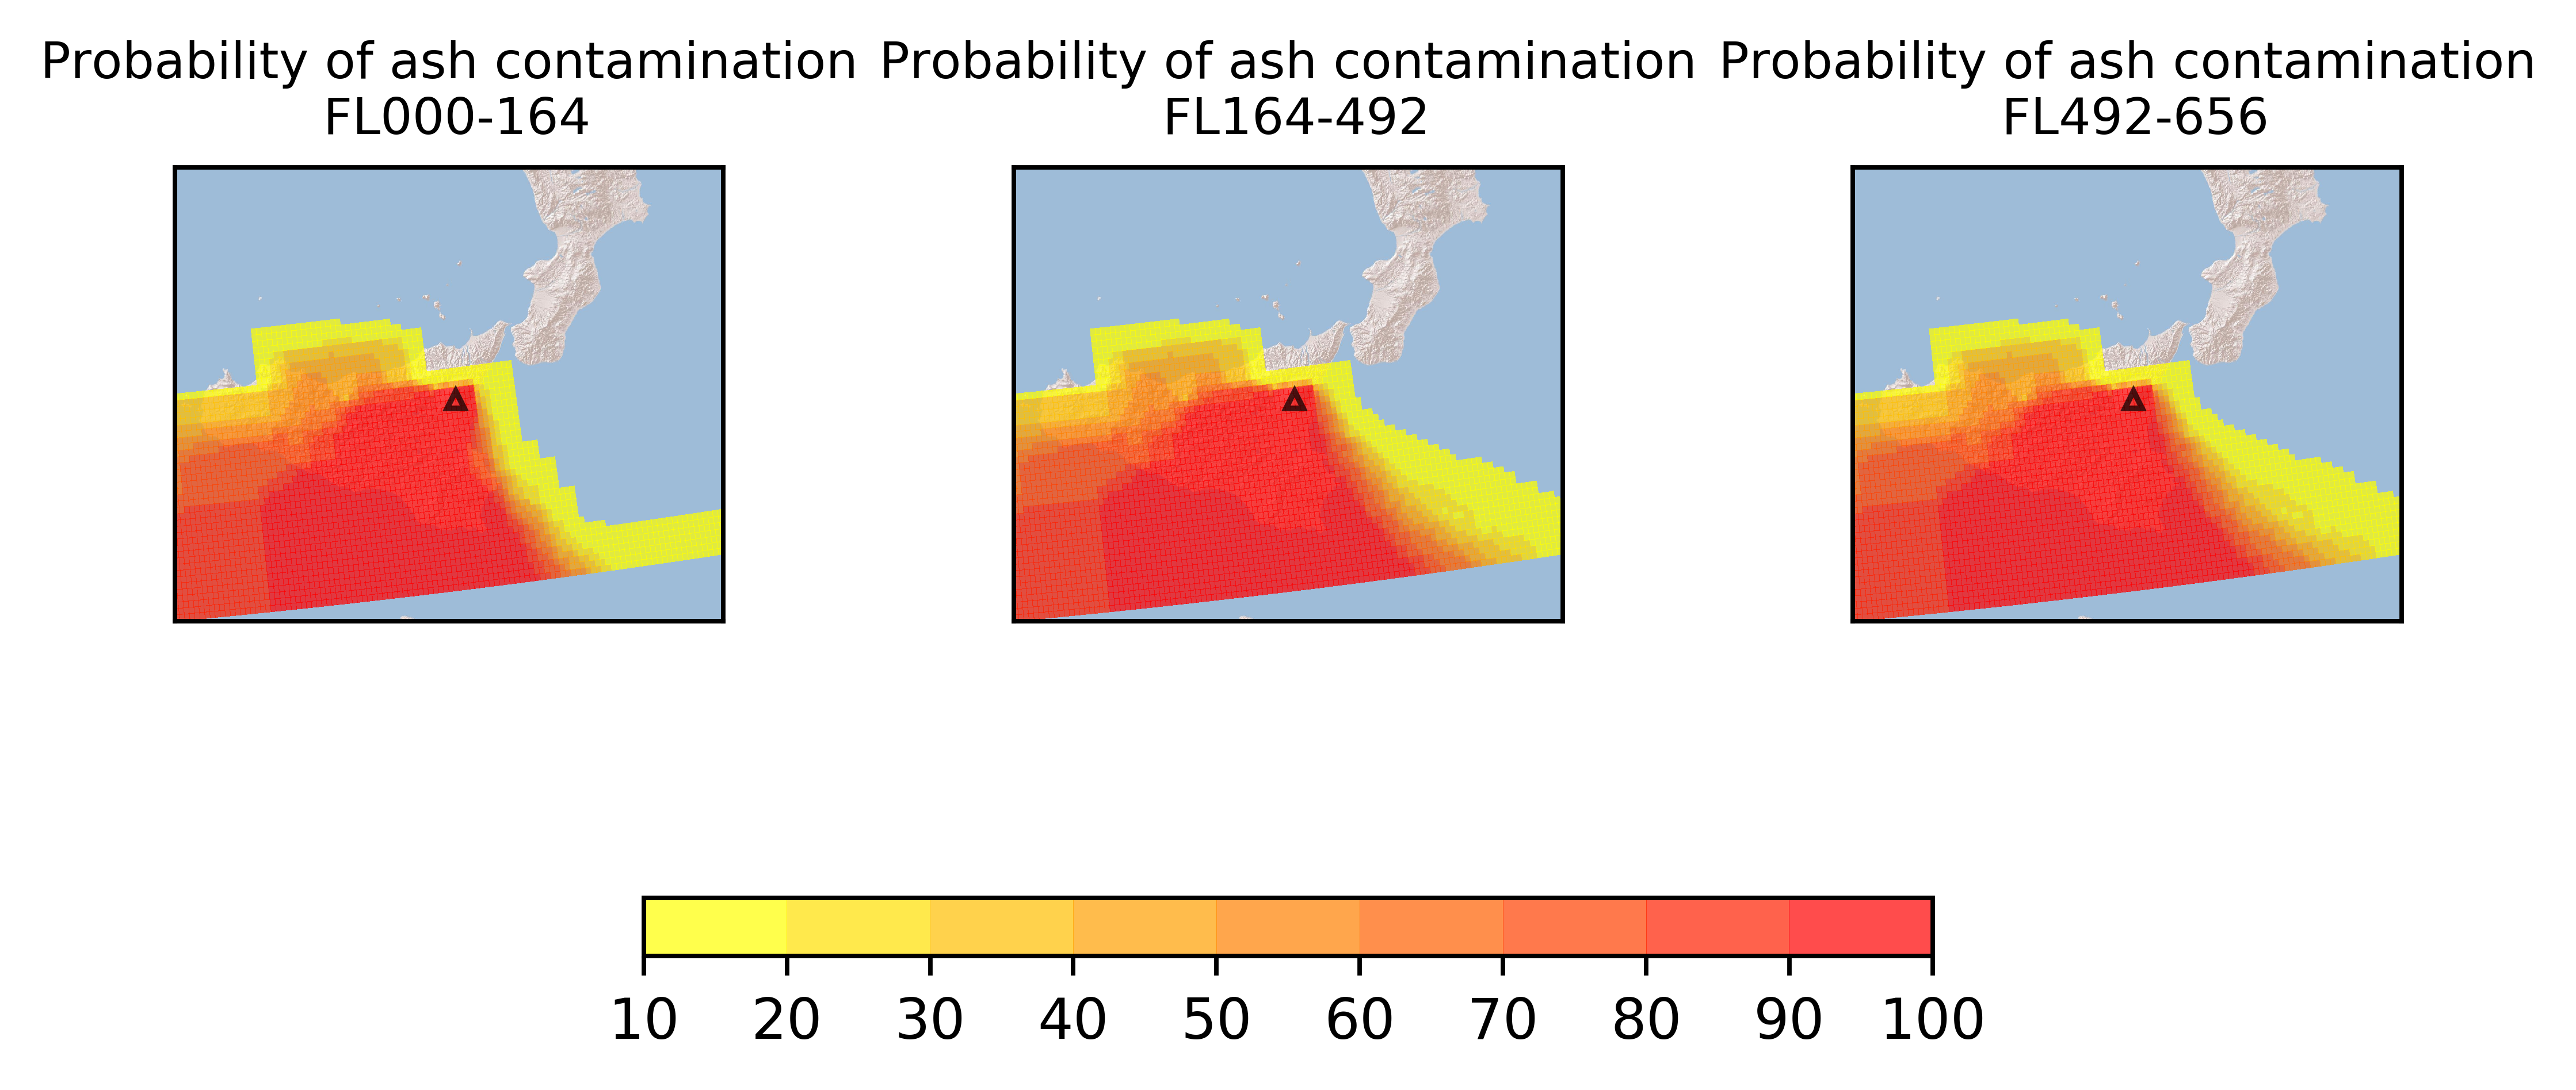 Probability of ash contamination
FL000-164
Probability of ash contamination
FL164-492
Probability of ash contamination
FL492-656
10 20 30 40 50 60 70 80 90 100